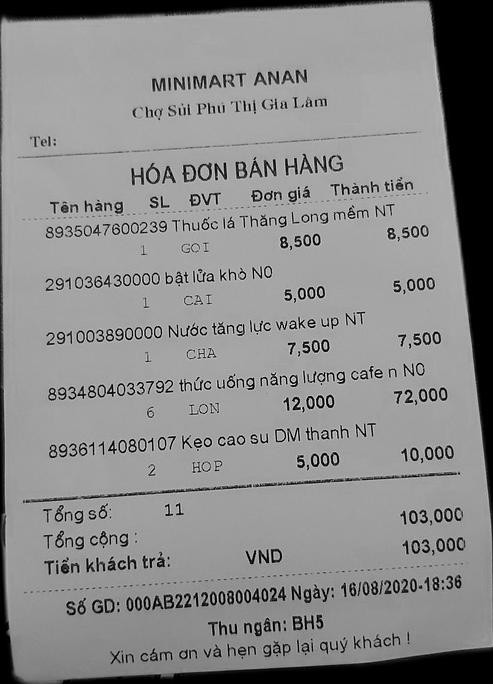 MINIMART ANAN
Chợ Sủi Phú Thị Gia Lâm
Tel:
HÓA ĐƠN BÁN HÀNG
Tên hàng SL ĐVT Đơn giá Thành tiền
8935047600239 Thuốc lá Thăng Long mềm NT
1 GOI 8,500 8,500
291036430000 bật lửa khò N0
1 CAI 5,000 5,000
291003890000 Nước tăng lực wake up NT
1 CHA 7,500 7,500
8934804033792 thức uống năng lượng cafe n N0
6 LON 12,000 72,000
8936114080107 Kẹo cao su DM thanh NT
2 HOP 5,000 10,000
Tổng số: 11
Tổng cộng : 103,000
Tiền khách trả: VND 103,000
Số GD: 000AB2212008004024 Ngày: 16/08/2020-18:36
Thu ngân: BH5
Xin cám ơn và hẹn gặp lại quý khách !